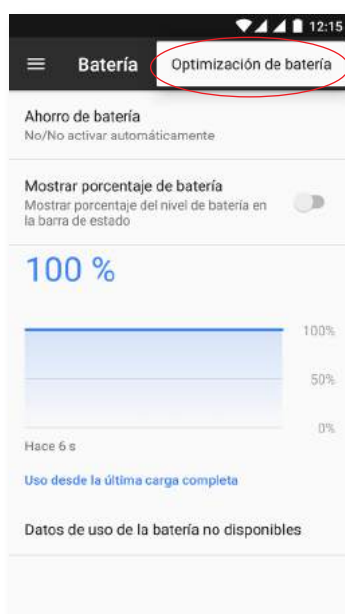 12:15
Batería
Optimización de batería
Ahorro de batería
No/No activar automáticamente
Mostrar porcentaje de batería
Mostrar porcentaje del nivel de batería en
la barra de estado
100 %
100%
50%
0%
Hace 6 s
Uso desde la última carga completa
Datos de uso de la batería no disponibles